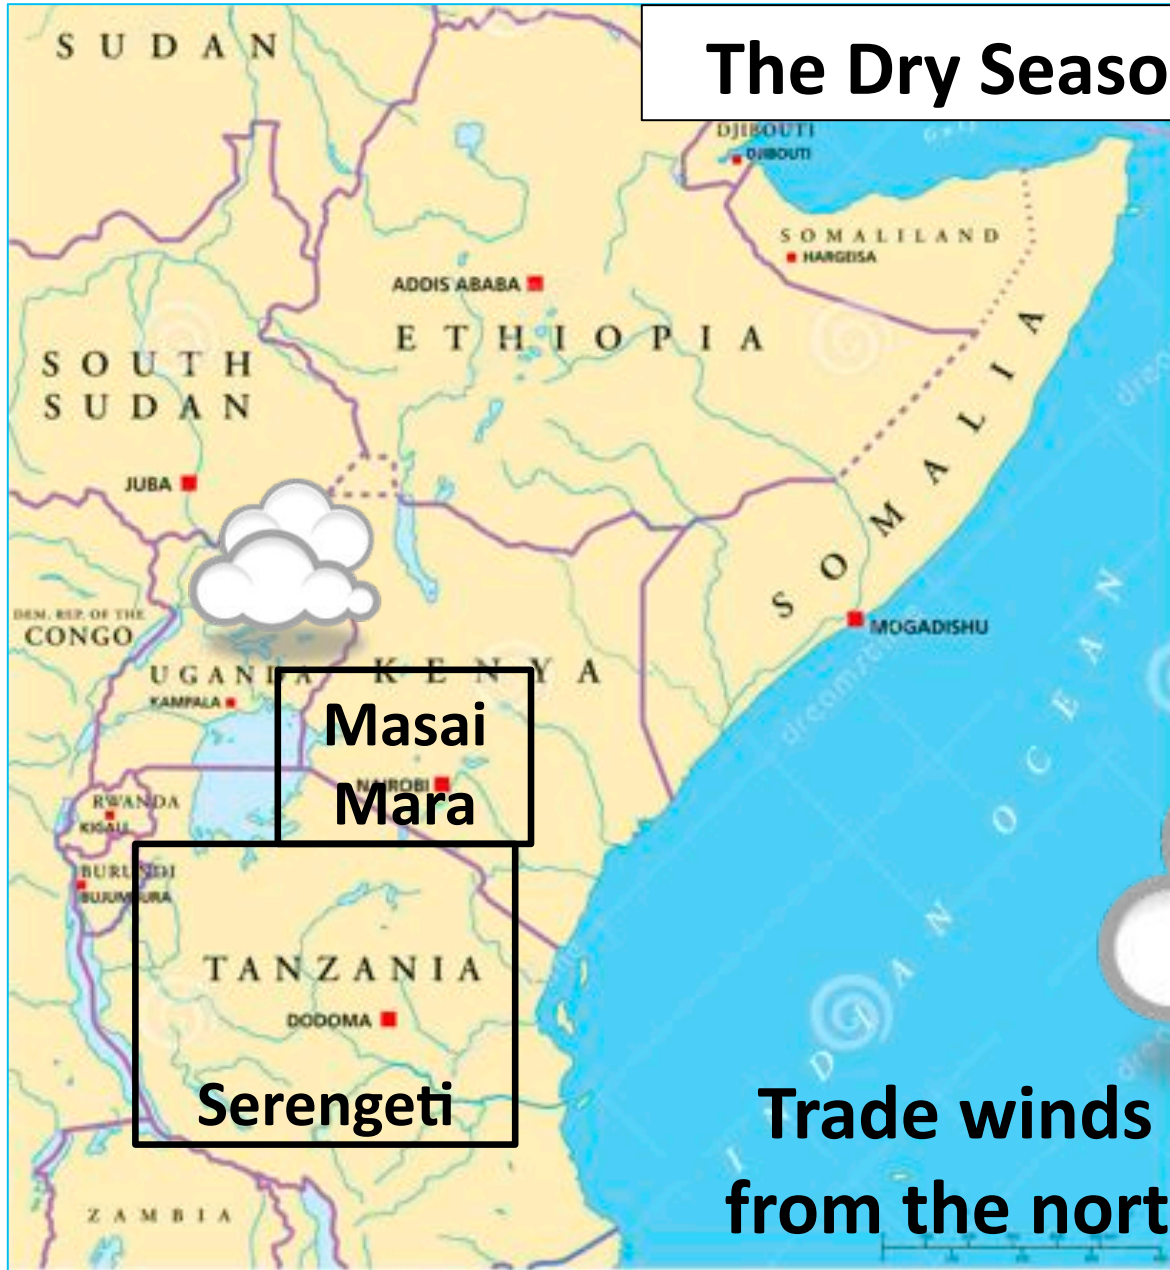 SUDAN
The Dry Seaso
DJIBOUTI
DJIBOUTI
SOMALILAND
HARGEISA
ADDIS ABABA
ETHIOPIA
SOUTH
SUDAN
JUBA
SOMALIA
DEM. REP. OF THE
CONGO
MOGADISHU
UGANDA
KENYA
KAMPALA
Masai
NAIROBI
Mara
RWANDA
KIGALI
BURUNDI
BUJUMBURA
INDIAN OCEAN
TANZANIA
DODOMA
Serengeti
Trade winds
from the nort
ZAMBIA